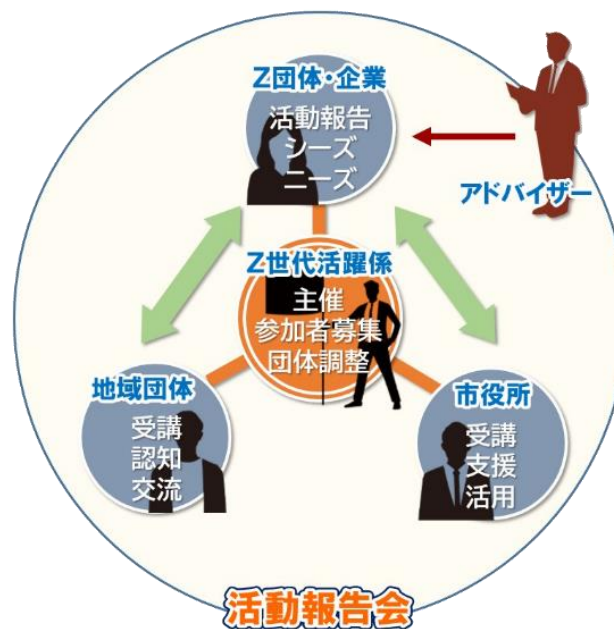 Z団体・企業
活動報告
シーズ
ニーズ
アドバイザー
Z世代活躍係
主催
参加者募集
団体調整
地域団体
受講
認知
交流
市役所
受講
支援
活用
活動報告会